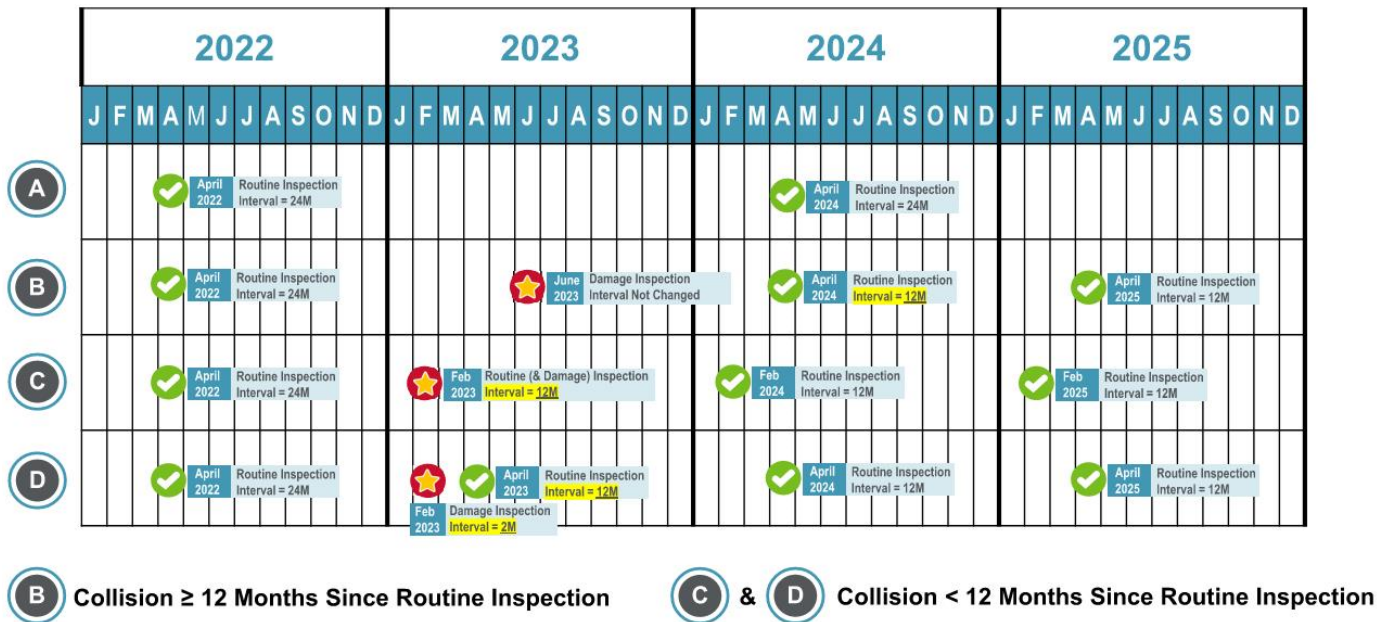 2022 2023 2024 2025
J F M A M J J A S O N D J F M A M J J A S O N D J F M A M J J A S O N D J F M A M J J A S O N D
A
April 2022
Routine Inspection
Interval = 24M
April 2024
Routine Inspection
Interval = 24M
B
April 2022
Routine Inspection
Interval = 24M
June 2023
Damage Inspection
Interval Not Changed
April 2024
Routine Inspection
Interval = 12M
April 2025
Routine Inspection
Interval = 12M
C
April 2022
Routine Inspection
Interval = 24M
Feb 2023
Routine (& Damage) Inspection
Interval = 12M
Feb 2024
Routine Inspection
Interval = 12M
Feb 2025
Routine Inspection
Interval = 12M
D
April 2022
Routine Inspection
Interval = 24M
Feb 2023
Damage Inspection
Interval = 2M
April 2023
Routine Inspection
Interval = 12M
April 2024
Routine Inspection
Interval = 12M
April 2025
Routine Inspection
Interval = 12M
B Collision ≥ 12 Months Since Routine Inspection
C & D Collision < 12 Months Since Routine Inspection